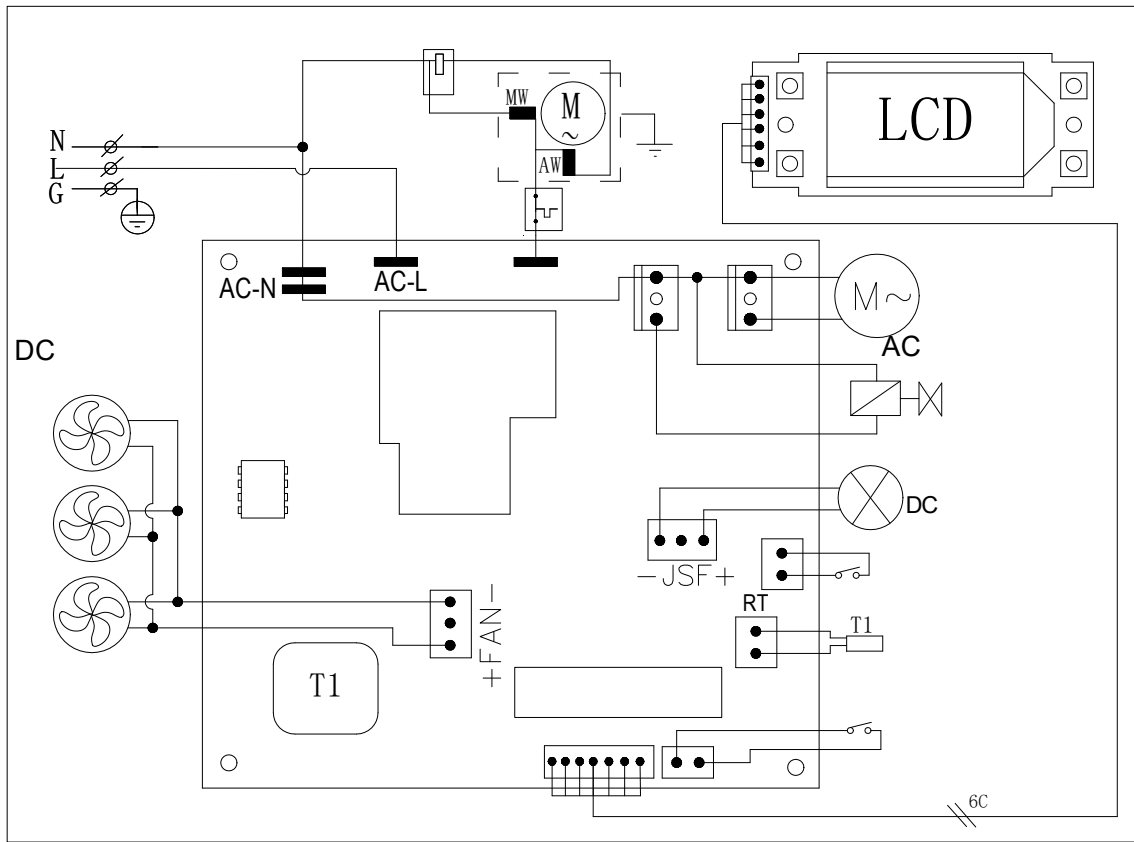 LCD
MW
M
~
AW
N
L
G
AC-N
AC-L
M~
AC
DC
DC
-JSF+
RT
T1
+FAN-
T1
6C